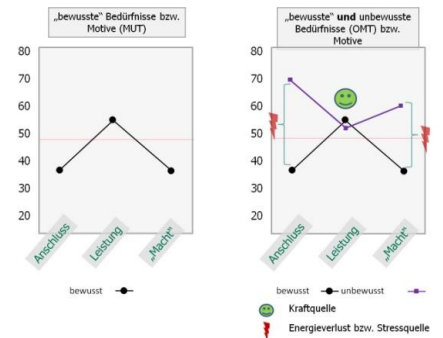 „bewusste" Bedürfnisse bzw.
Motive (MUT)
80
70
60
50
40
30
20
Anschluss
Leistung
„Macht"
bewusst
„bewusste" und unbewusste
Bedürfnisse (OMT) bzw.
Motive
80
70
60
50
40
30
20
Anschluss
Leistung
„Macht"
bewusst
unbewusst
Kraftquelle
Energieverlust bzw. Stressquelle